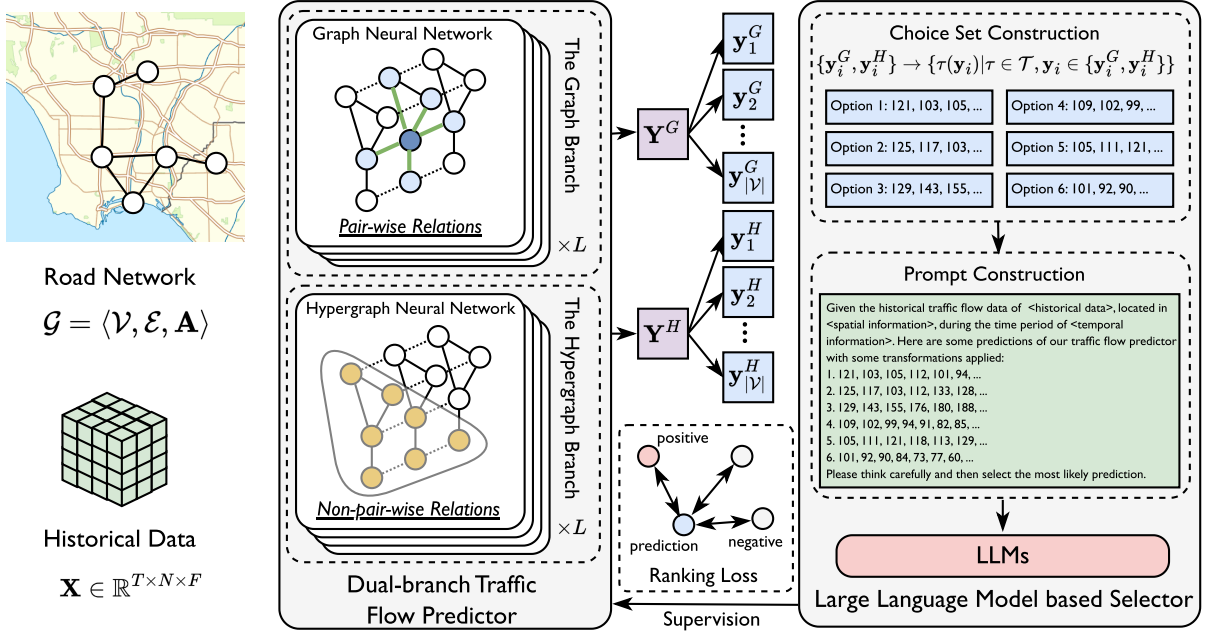 Road Network
𝒢 = ⟨𝒱, ℰ, 𝐀⟩
Historical Data
𝐗 ∈ ℝ^{T×N×F}
Graph Neural Network
Pair-wise Relations
The Graph Branch
×L
Hypergraph Neural Network
Non-pair-wise Relations
The Hypergraph Branch
×L
Dual-branch Traffic
Flow Predictor
𝐘^G
𝐲_1^G
𝐲_2^G
⋮
𝐲_{|𝒱|}^G
𝐘^H
𝐲_1^H
𝐲_2^H
⋮
𝐲_{|𝒱|}^H
positive
prediction
negative
Ranking Loss
Supervision
Choice Set Construction
{𝐲_i^G, 𝐲_i^H} → {τ(𝐲_i)|τ ∈ 𝒯, 𝐲_i ∈ {𝐲_i^G, 𝐲_i^H}}
Option 1: 121, 103, 105, ...
Option 2: 125, 117, 103, ...
Option 3: 129, 143, 155, ...
Option 4: 109, 102, 99, ...
Option 5: 105, 111, 121, ...
Option 6: 101, 92, 90, ...
Prompt Construction
Given the historical traffic flow data of <historical data>, located in
<spatial information>, during the time period of <temporal
information>. Here are some predictions of our traffic flow predictor
with some transformations applied:
1. 121, 103, 105, 112, 101, 94, ...
2. 125, 117, 103, 112, 133, 128, ...
3. 129, 143, 155, 176, 180, 188, ...
4. 109, 102, 99, 94, 91, 82, 85, ...
5. 105, 111, 121, 118, 113, 129, ...
6. 101, 92, 90, 84, 73, 77, 60, ...
Please think carefully and then select the most likely prediction.
LLMs
Large Language Model based Selector